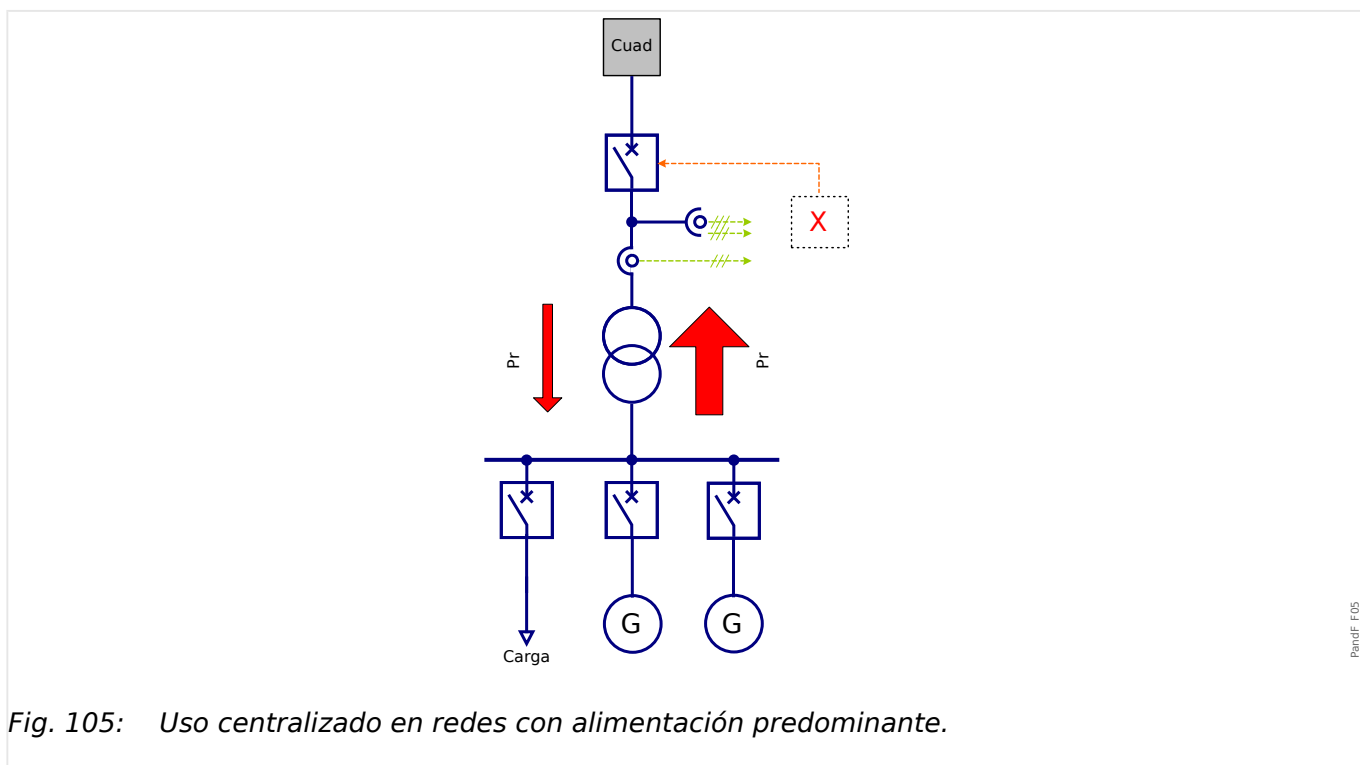 Cuad
X
Pr
Pr
G
G
Carga
PandF_F05
Fig. 105: Uso centralizado en redes con alimentación predominante.